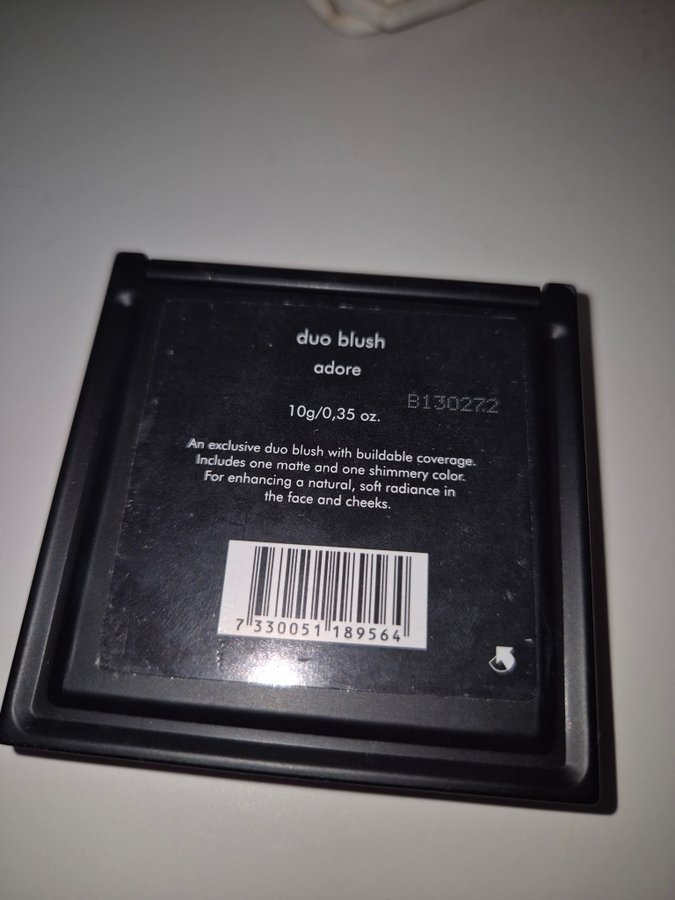 duo blush
adore
10g/0,35 oz.
B130272
An exclusive duo blush with buildable coverage.
Includes one matte and one shimmery color.
For enhancing a natural, soft radiance in
the face and cheeks.
7 330051 189564